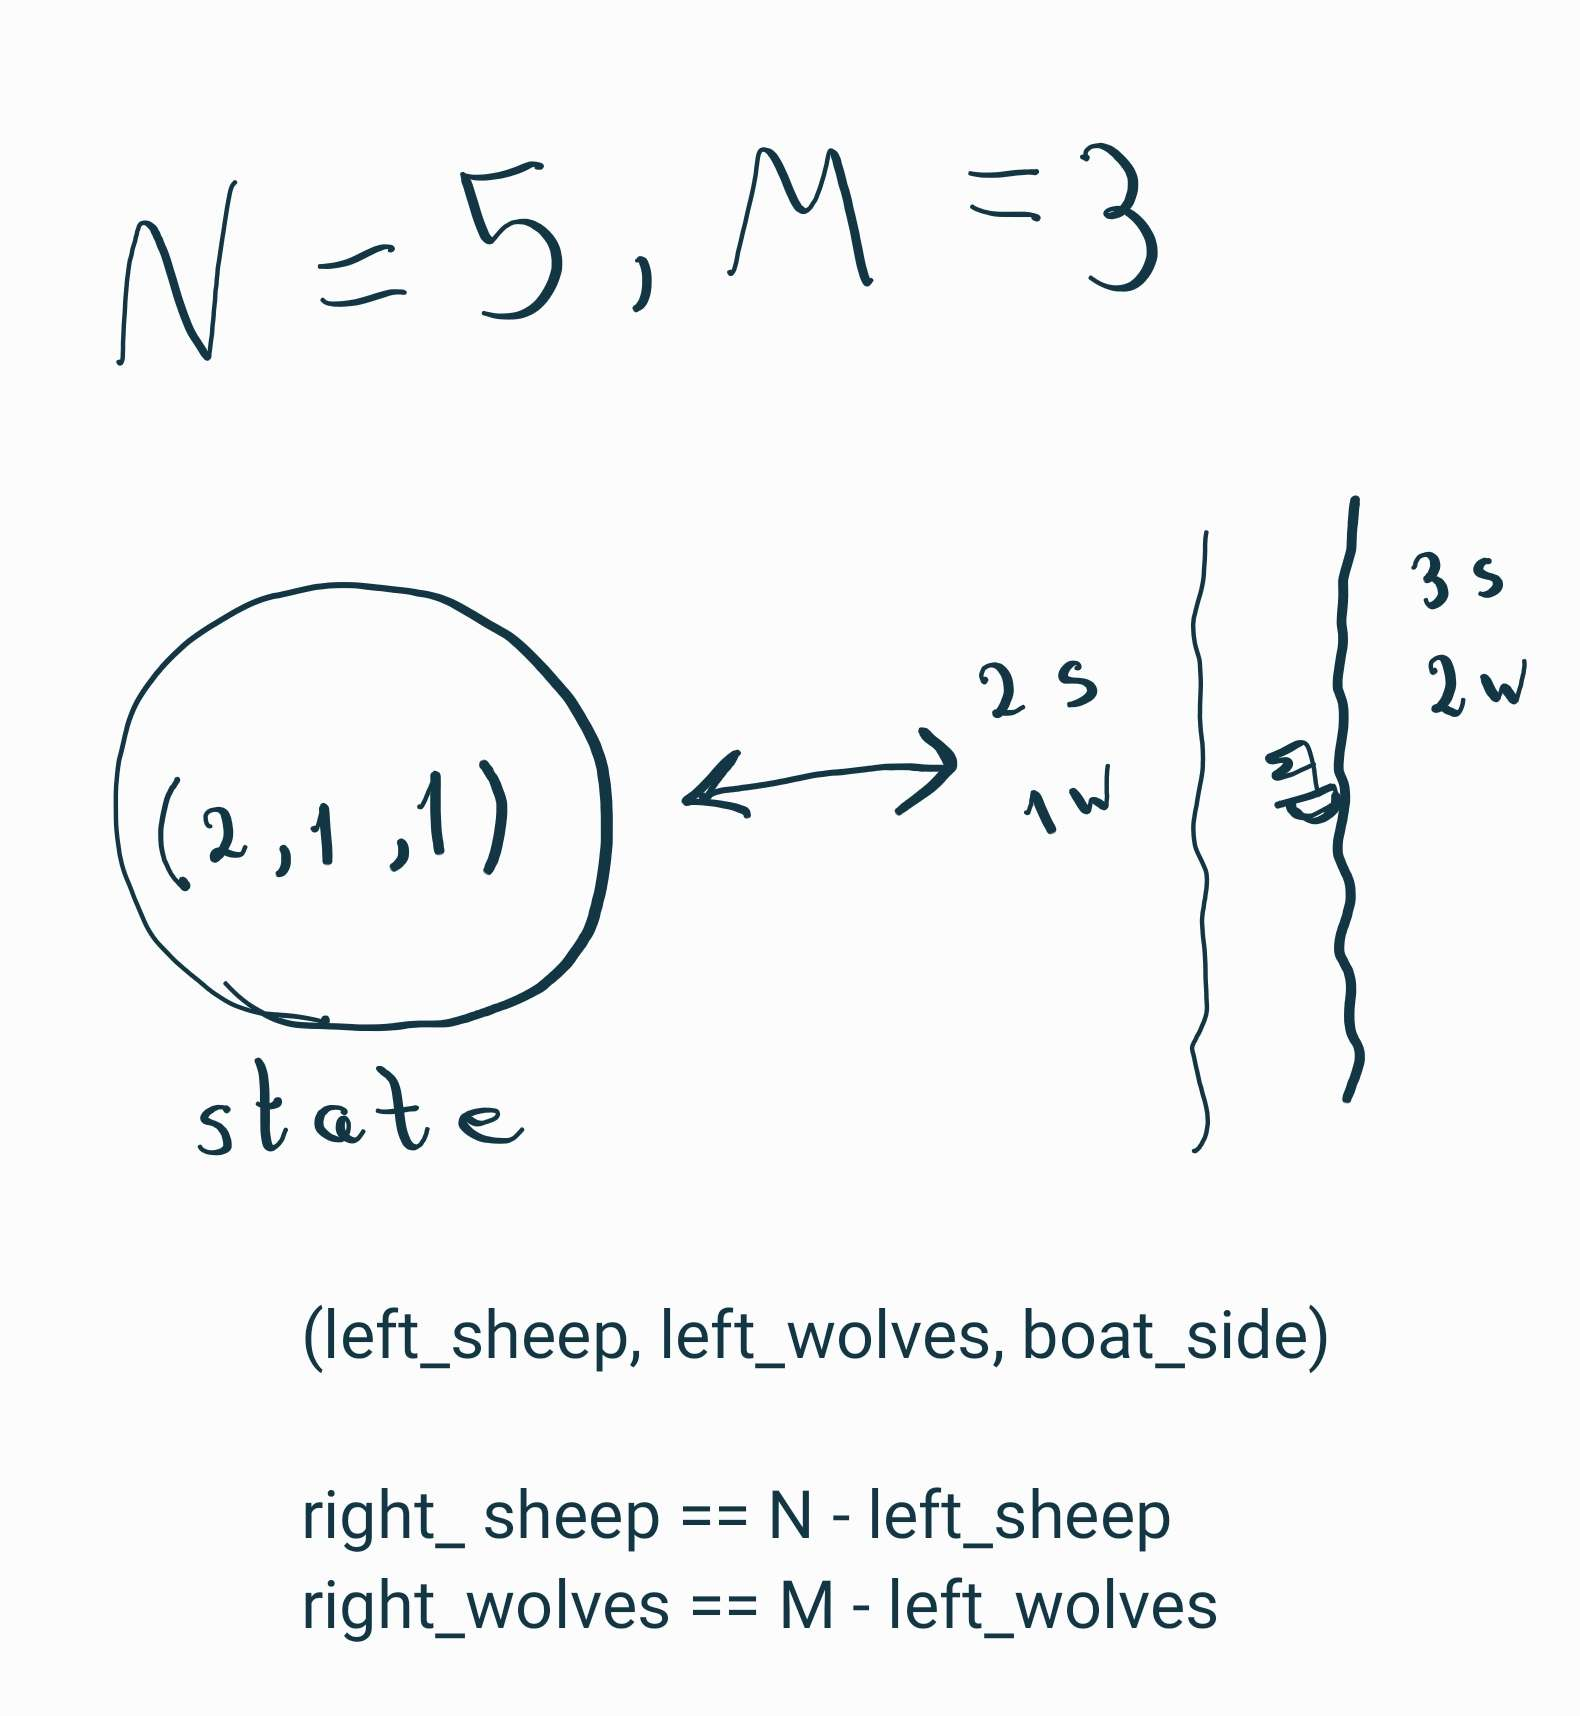 N = 5, M = 3
3 s
2 s
2 w
(2, 1, 1)
1 w
state
(left_sheep, left_wolves, boat_side)
right_ sheep == N - left_sheep
right_wolves == M - left_wolves